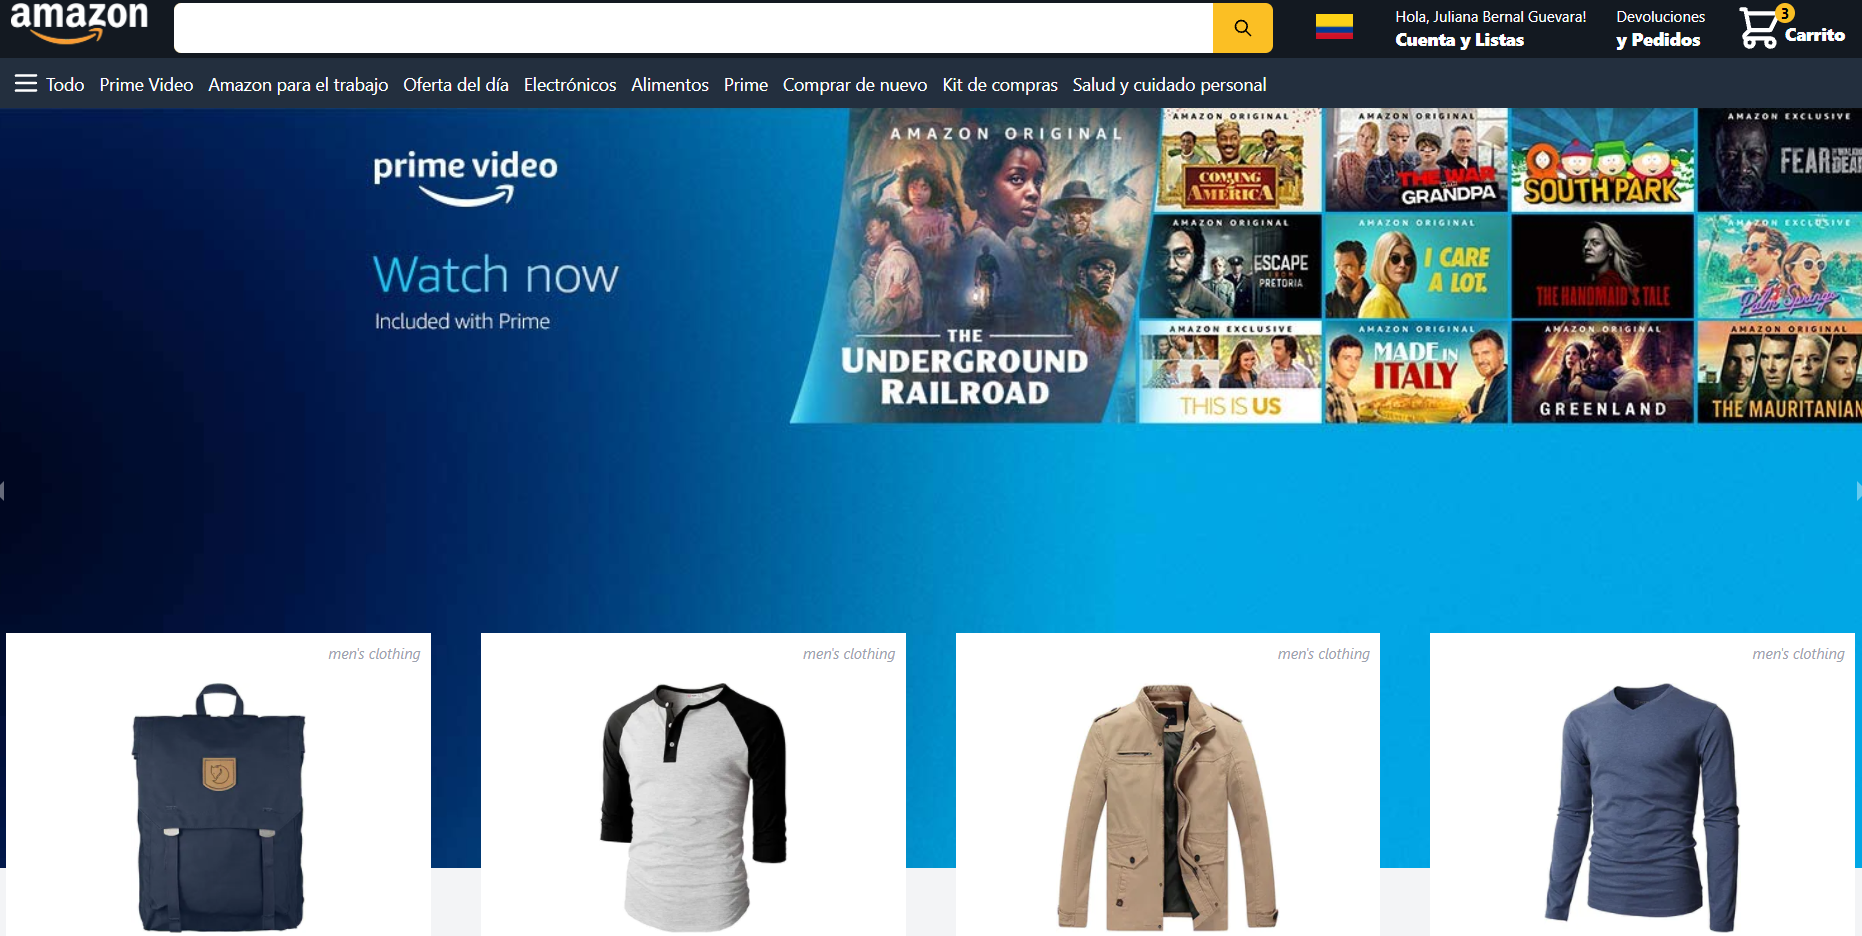 amazon
Hola, Juliana Bernal Guevara!
Cuenta y Listas
Devoluciones
y Pedidos
3
Carrito
Todo Prime Video Amazon para el trabajo Oferta del día Electrónicos Alimentos Prime Comprar de nuevo Kit de compras Salud y cuidado personal
prime video
Watch now
Included with Prime
AMAZON ORIGINAL
THE
UNDERGROUND
RAILROAD
AMAZON ORIGINAL
COMING
2
AMERICA
AMAZON ORIGINAL
THE WAR
GRANDPA
SOUTH PARK
AMAZON EXCLUSIVE
FEAR THE WALKING
DEAD
AMAZON ORIGINAL
ESCAPE
FROM
PRETORIA
AMAZON ORIGINAL
I CARE
A LOT.
THE HANDMAID'S TALE
AMAZON EXCLUSIVE
Palm Springs
AMAZON EXCLUSIVE
THIS IS US
AMAZON ORIGINAL
MADE IN
ITALY
AMAZON ORIGINAL
GREENLAND
AMAZON ORIGINAL
THE MAURITANIAN
men's clothing
men's clothing
men's clothing
men's clothing